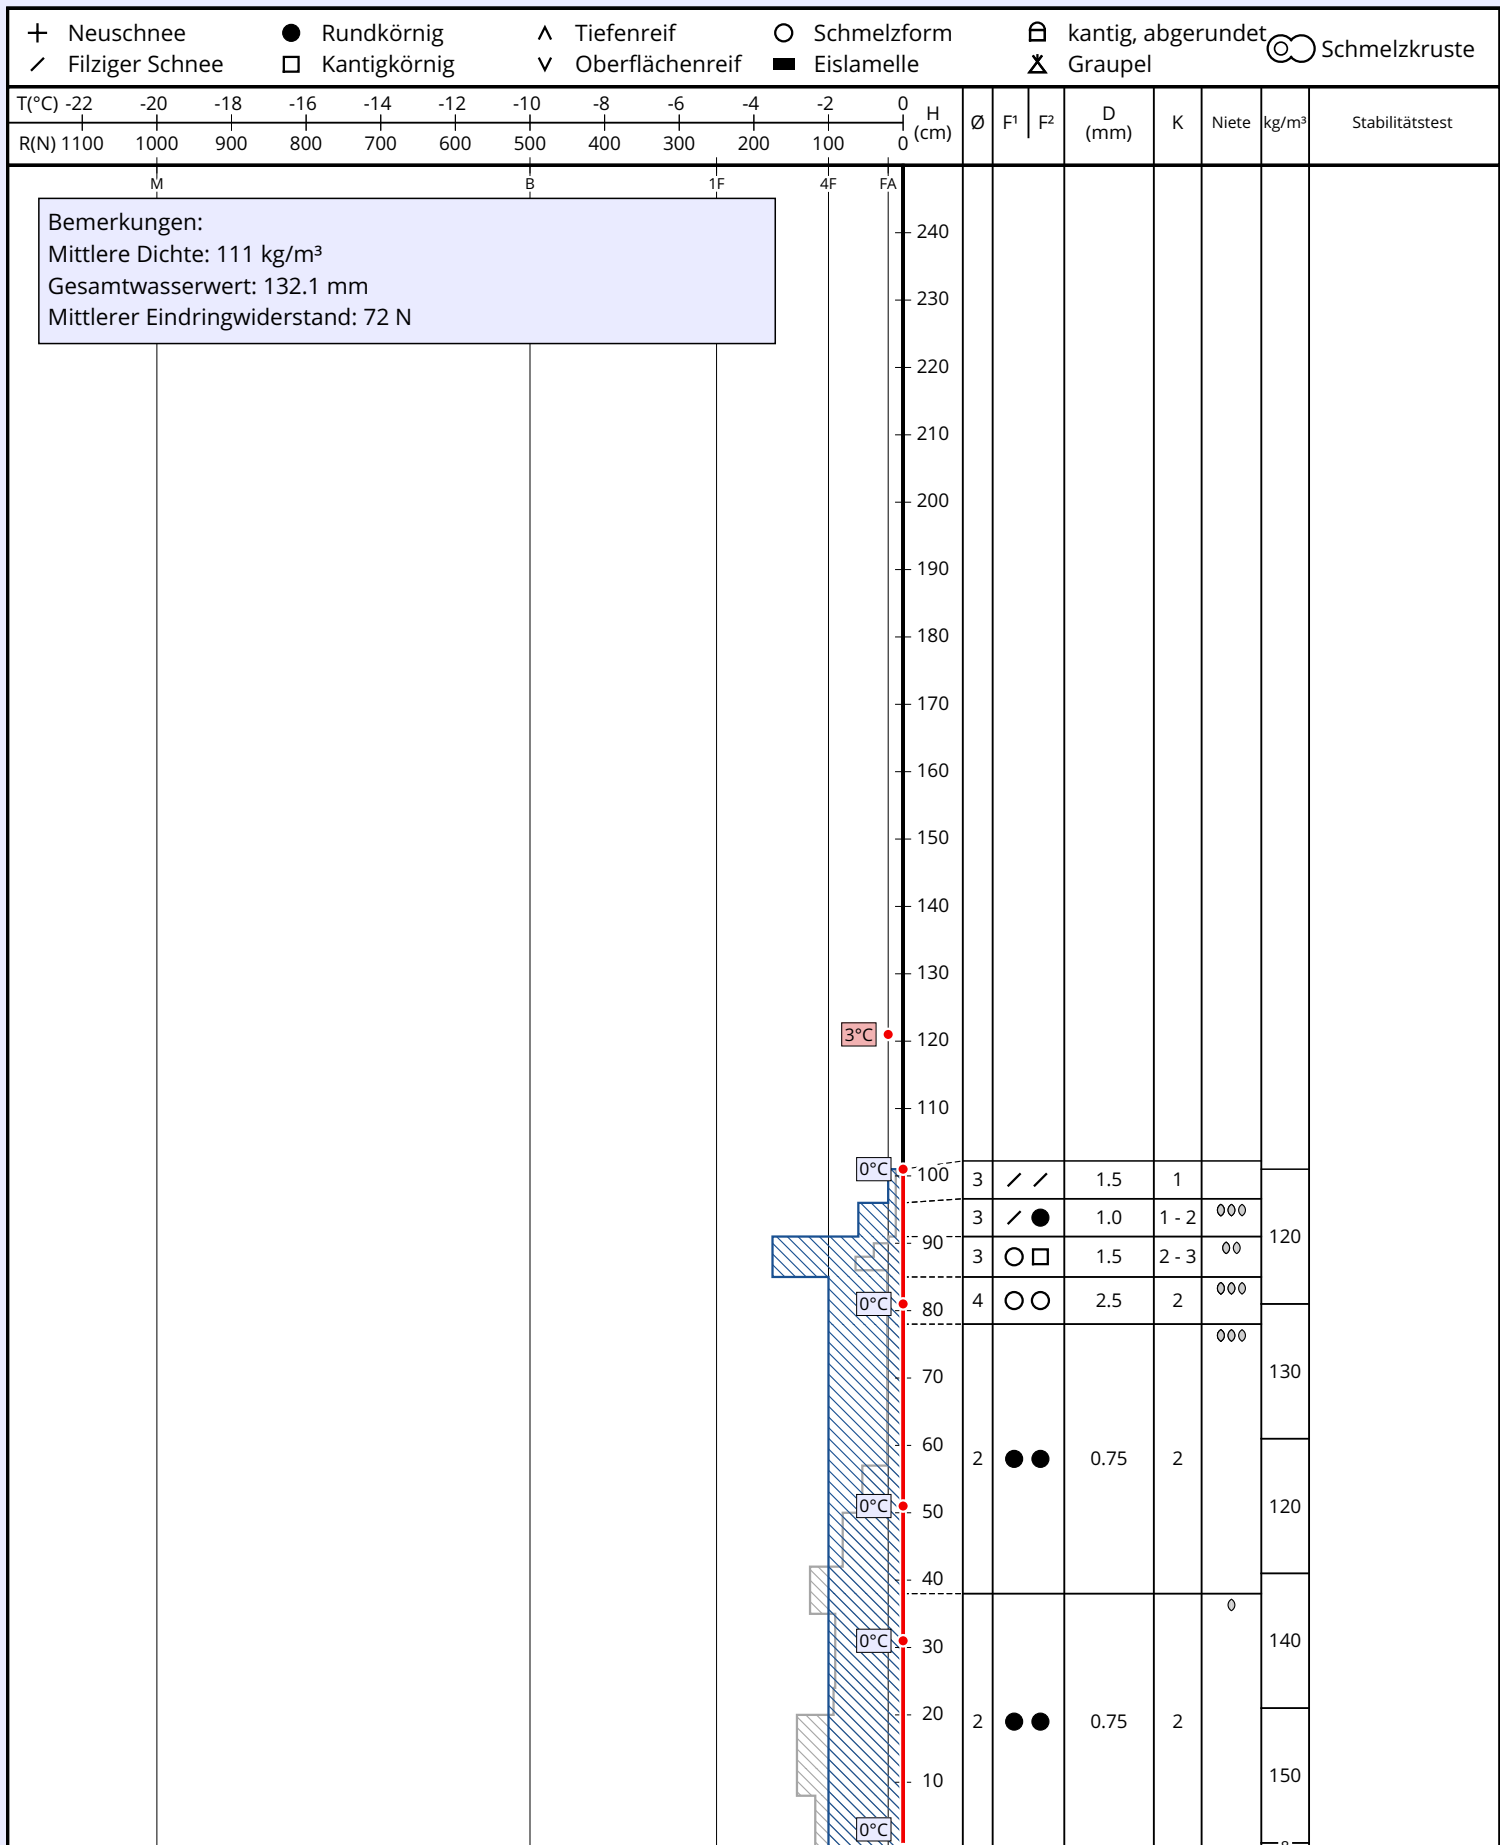 Neuschnee Rundkörnig Tiefenreif Schmelzform kantig, abgerundet Schmelzkruste
Filziger Schnee Kantigkörnig Oberflächenreif Eislamelle Graupel
T(°C) -22 -20 -18 -16 -14 -12 -10 -8 -6 -4 -2 0
R(N) 1100 1000 900 800 700 600 500 400 300 200 100 0
H (cm) Ø F¹ F² D (mm) K Niete kg/m³ Stabilitätstest
M B 1F 4F FA
Bemerkungen:
Mittlere Dichte: 111 kg/m³
Gesamtwasserwert: 132.1 mm
Mittlerer Eindringwiderstand: 72 N
240
230
220
210
200
190
180
170
160
150
140
130
3°C
120
110
0°C 100 3 1.5 1
3 1.0 1 - 2
90 120
3 1.5 2 - 3
0°C 80 4 2.5 2
70 130
60 2 0.75 2
0°C 50 120
40
0°C 30 140
20 2 0.75 2
10 150
0°C